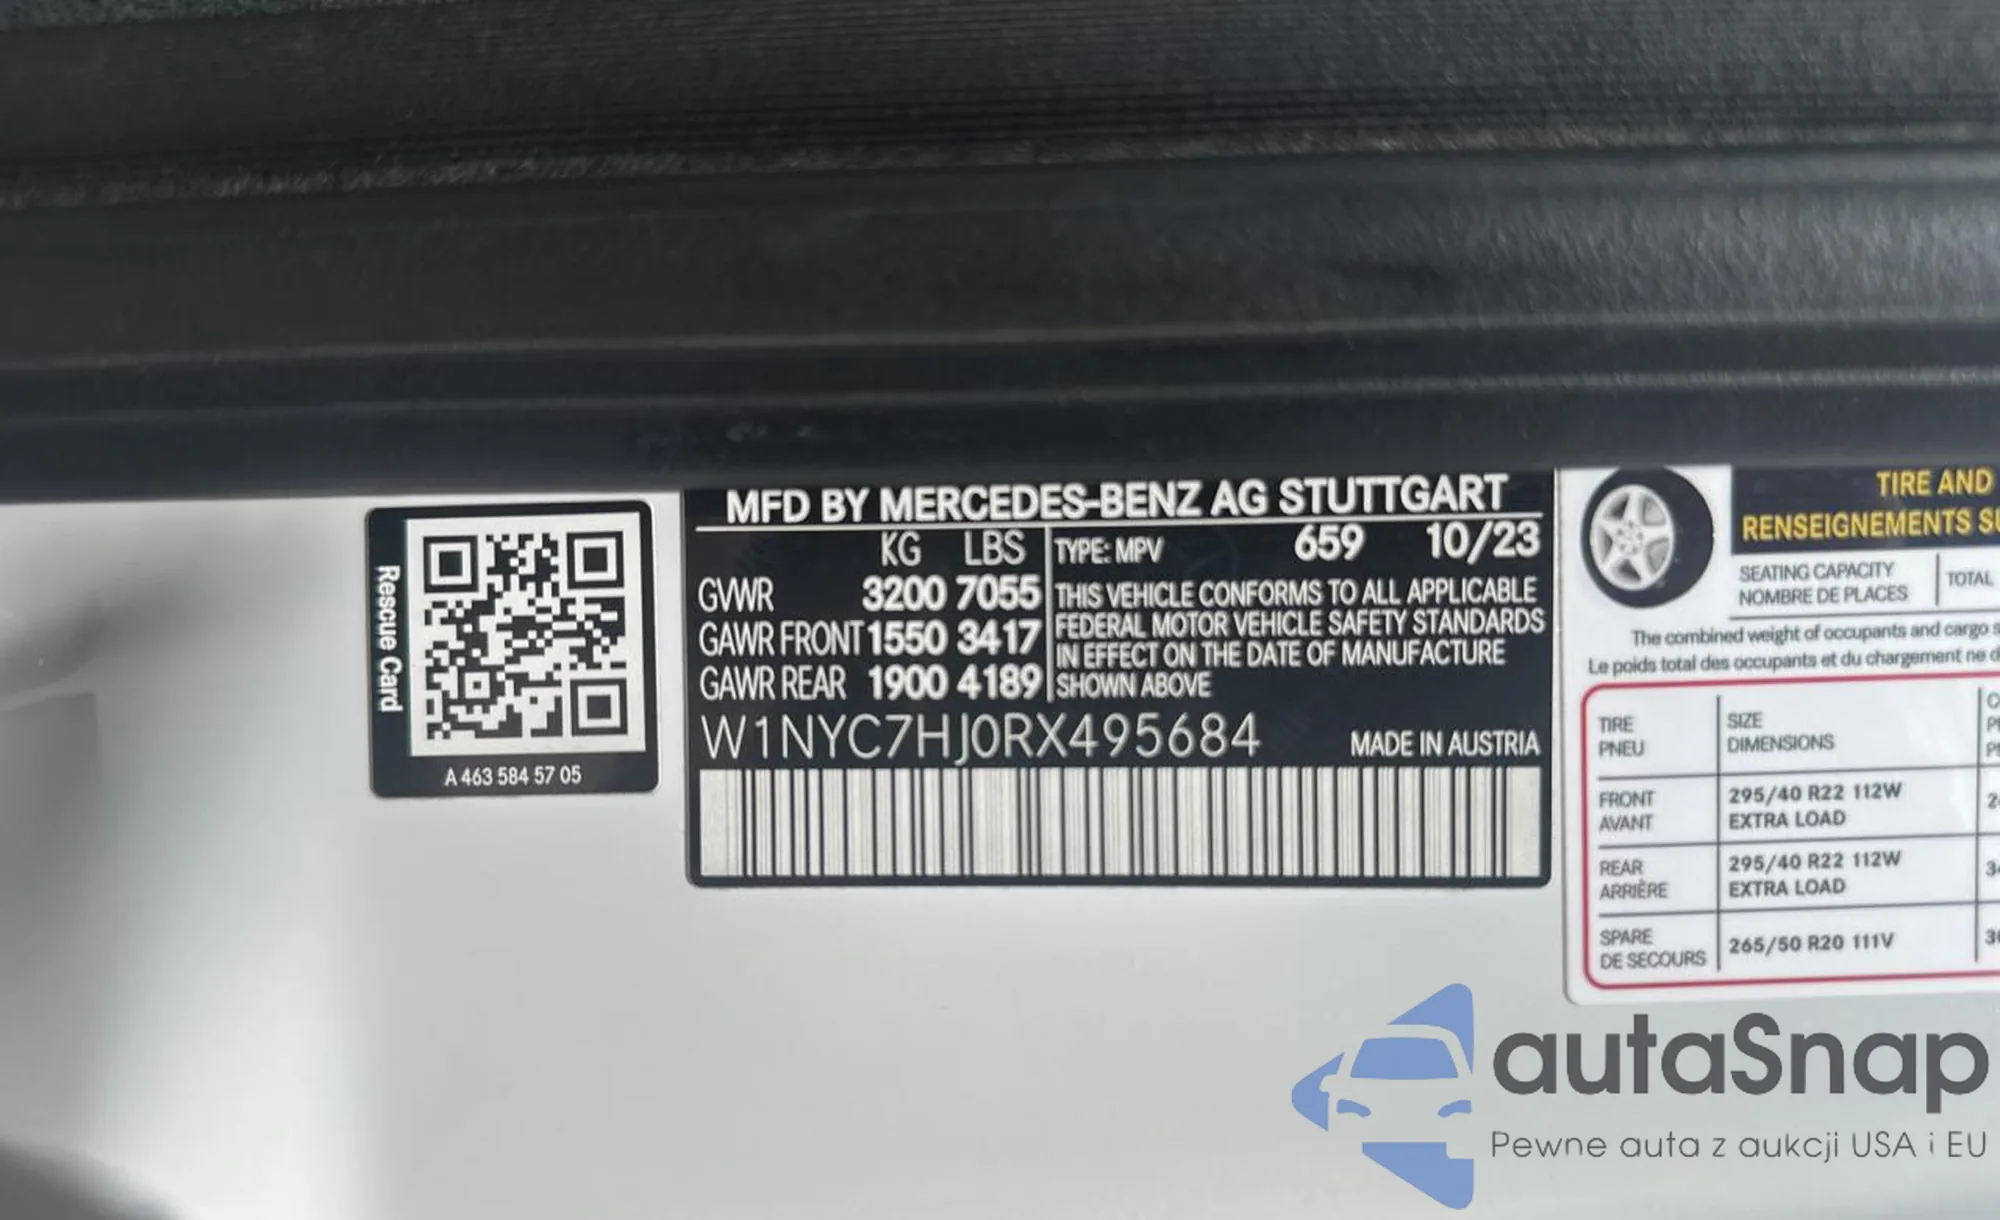 Rescue Card
A 463 584 57 05
MFD BY MERCEDES-BENZ AG STUTTGART
KG LBS
GVWR 3200 7055
GAWR FRONT 1550 3417
GAWR REAR 1900 4189
TYPE: MPV 659 10/23
THIS VEHICLE CONFORMS TO ALL APPLICABLE
FEDERAL MOTOR VEHICLE SAFETY STANDARDS
IN EFFECT ON THE DATE OF MANUFACTURE
SHOWN ABOVE
W1NYC7HJ0RX495684
MADE IN AUSTRIA
TIRE AND
RENSEIGNEMENTS
SEATING CAPACITY
NOMBRE DE PLACES
TOTAL
The combined weight of occupants and cargo
Le poids total des occupants et du chargement ne
TIRE
PNEU
SIZE
DIMENSIONS
FRONT
AVANT
295/40 R22 112W
EXTRA LOAD
REAR
ARRIÈRE
295/40 R22 112W
EXTRA LOAD
SPARE
DE SECOURS
265/50 R20 111V
autaSnap
Pewne auta z aukcji USA i EU